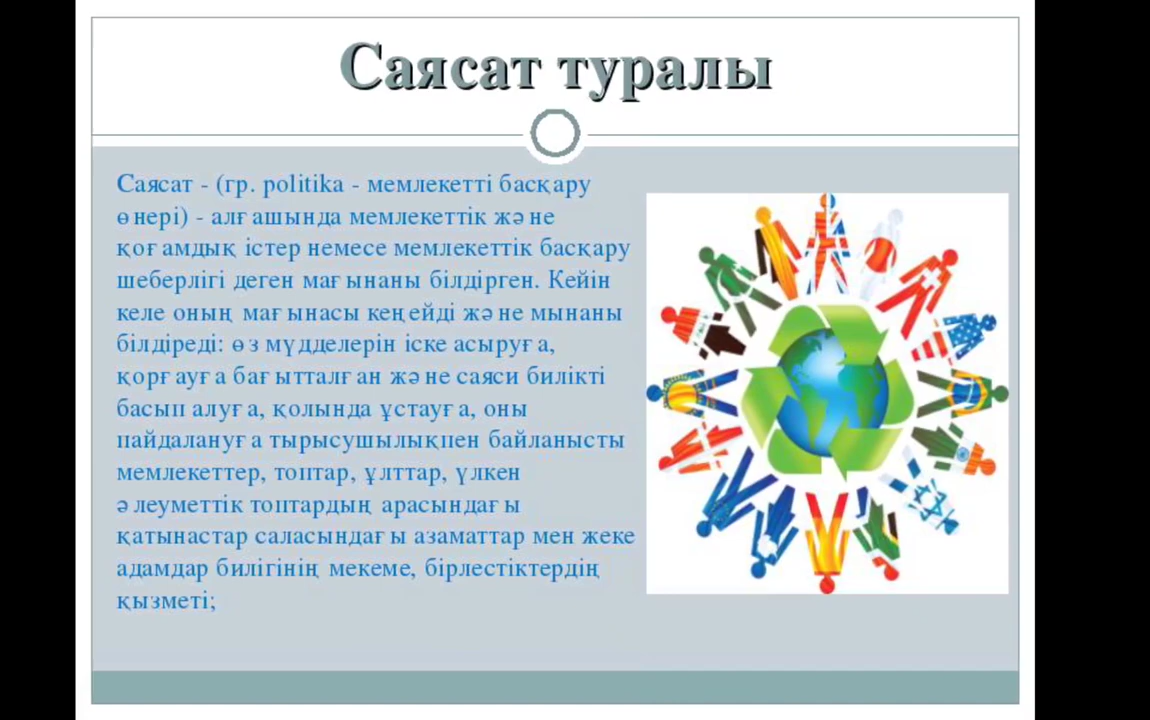 Саясат туралы
Саясат - (гр. politika - мемлекетті басқару
өнері) - алғашында мемлекеттік және
қоғамдық істер немесе мемлекеттік басқару
шеберлігі деген мағынаны білдірген. Кейін
келе оның мағынасы кеңейді және мынаны
білдіреді: өз мүдделерін іске асыруға,
қорғауға бағытталған және саяси билікті
басып алуға, қолында ұстауға, оны
пайдалануға тырысушылықпен байланысты
мемлекеттер, топтар, ұлттар, үлкен
әлеуметтік топтардың арасындағы
қатынастар саласындағы азаматтар мен жеке
адамдар билігінің мекеме, бірлестіктердің
қызметі;